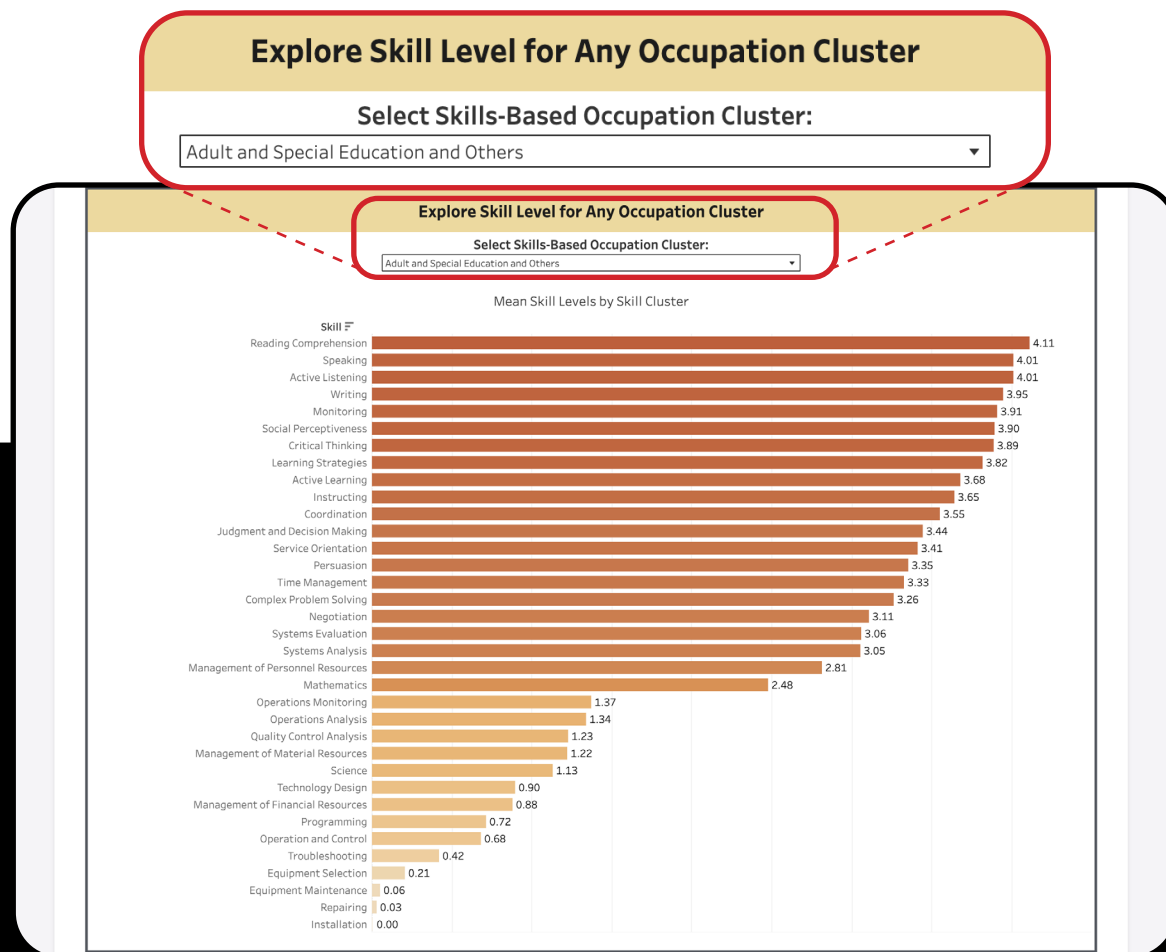 Explore Skill Level for Any Occupation Cluster
Select Skills-Based Occupation Cluster:
Adult and Special Education and Others
Explore Skill Level for Any Occupation Cluster
Select Skills-Based Occupation Cluster:
Adult and Special Education and Others
Mean Skill Levels by Skill Cluster
Skill
Reading Comprehension 4.11
Speaking 4.01
Active Listening 4.01
Writing 3.95
Monitoring 3.91
Social Perceptiveness 3.90
Critical Thinking 3.89
Learning Strategies 3.82
Active Learning 3.68
Instructing 3.65
Coordination 3.55
Judgment and Decision Making 3.44
Service Orientation 3.41
Persuasion 3.35
Time Management 3.33
Complex Problem Solving 3.26
Negotiation 3.11
Systems Evaluation 3.06
Systems Analysis 3.05
Management of Personnel Resources 2.81
Mathematics 2.48
Operations Monitoring 1.37
Operations Analysis 1.34
Quality Control Analysis 1.23
Management of Material Resources 1.22
Science 1.13
Technology Design 0.90
Management of Financial Resources 0.88
Programming 0.72
Operation and Control 0.68
Troubleshooting 0.42
Equipment Selection 0.21
Equipment Maintenance 0.06
Repairing 0.03
Installation 0.00